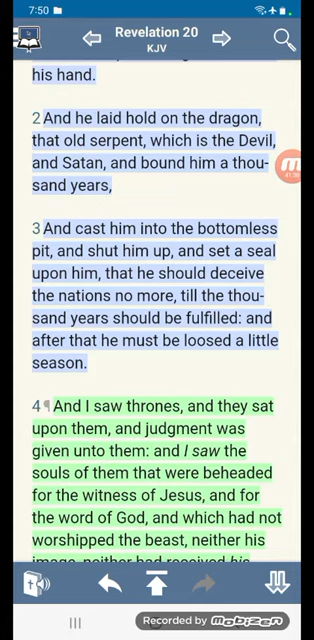 7:50
Revelation 20
KJV
his hand.
2 And he laid hold on the dragon,
that old serpent, which is the Devil,
and Satan, and bound him a thou-
sand years,
3 And cast him into the bottomless
pit, and shut him up, and set a seal
upon him, that he should deceive
the nations no more, till the thou-
sand years should be fulfilled: and
after that he must be loosed a little
season.
4 ¶ And I saw thrones, and they sat
upon them, and judgment was
given unto them: and I saw the
souls of them that were beheaded
for the witness of Jesus, and for
the word of God, and which had not
worshipped the beast, neither his
image, neither had received his
Recorded by Mobizen